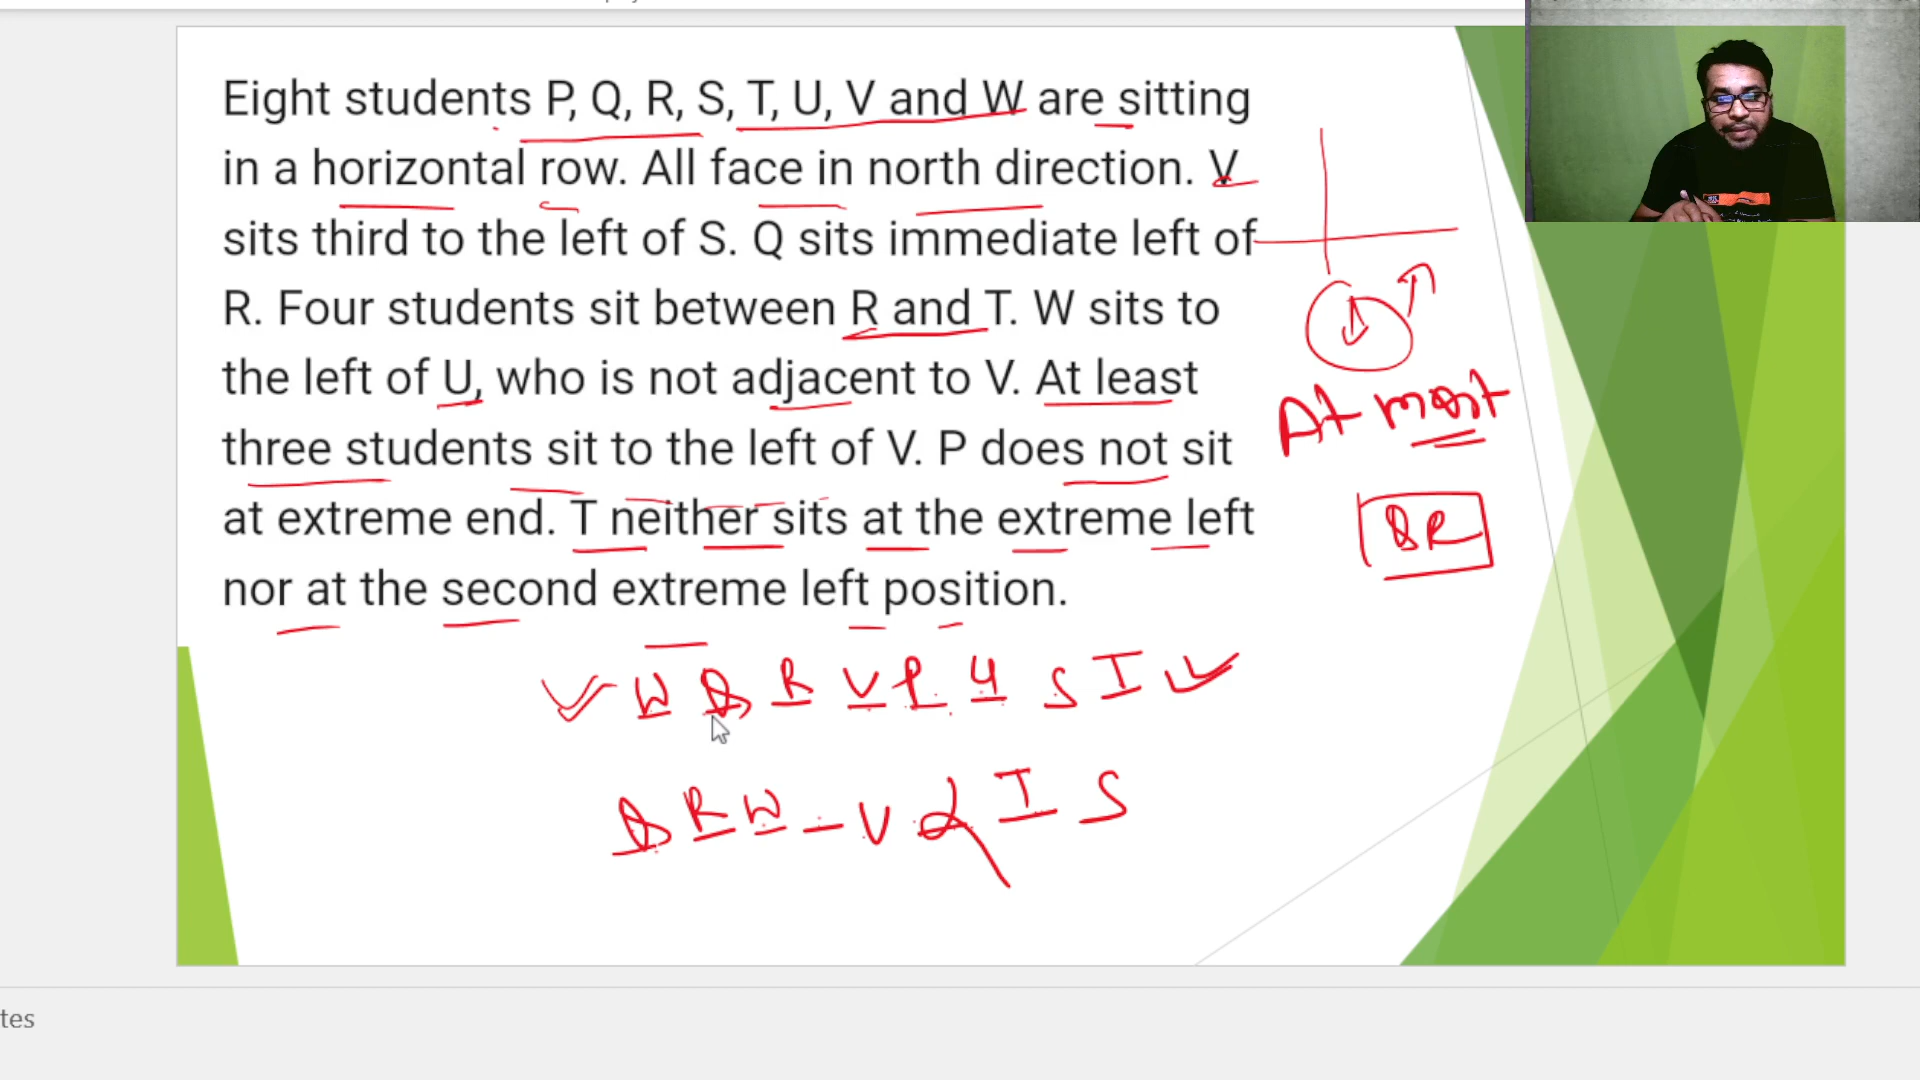 Eight students P, Q, R, S, T, U, V and W are sitting
in a horizontal row. All face in north direction. V
sits third to the left of S. Q sits immediate left of
R. Four students sit between R and T. W sits to
the left of U, who is not adjacent to V. At least
three students sit to the left of V. P does not sit
at extreme end. T neither sits at the extreme left
nor at the second extreme left position.
At most
QR
W Q R V P U S T
Q R W _ V T S
tes